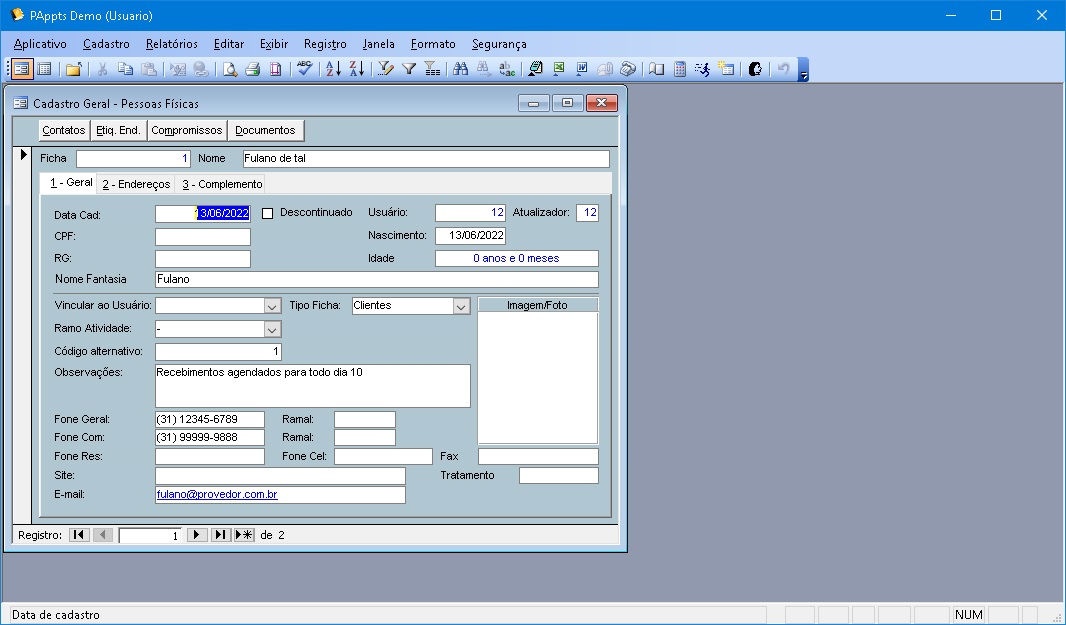 PAppts Demo (Usuario)
Aplicativo Cadastro Relatórios Editar Exibir Registro Janela Formato Segurança
Cadastro Geral - Pessoas Físicas
Contatos Etiq. End. Compromissos Documentos
Ficha 1 Nome Fulano de tal
1 - Geral 2 - Endereços 3 - Complemento
Data Cad: 13/06/2022 Descontinuado Usuário: 12 Atualizador: 12
CPF: Nascimento: 13/06/2022
RG: Idade 0 anos e 0 meses
Nome Fantasia Fulano
Vincular ao Usuário: Tipo Ficha: Clientes Imagem/Foto
Ramo Atividade: -
Código alternativo: 1
Observações: Recebimentos agendados para todo dia 10
Fone Geral: (31) 12345-6789 Ramal:
Fone Com: (31) 99999-9888 Ramal:
Fone Res: Fone Cel: Fax
Site: Tratamento
E-mail: fulano@provedor.com.br
Registro: 1 de 2
Data de cadastro NUM